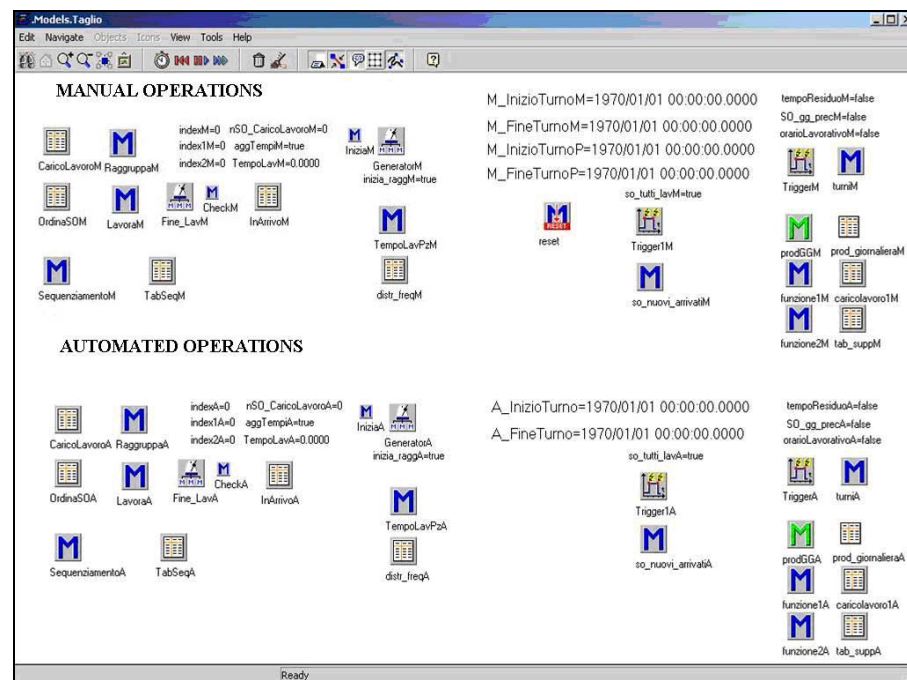 .Models.Taglio
Edit Navigate Objects Icons View Tools Help
MANUAL OPERATIONS
M_InizioTurnoM=1970/01/01 00:00:00.0000
M_FineTurnoM=1970/01/01 00:00:00.0000
M_InizioTurnoP=1970/01/01 00:00:00.0000
M_FineTurnoP=1970/01/01 00:00:00.0000
tempoResiduoM=false
SO_gg_precM=false
orarioLavorativoM=false
indexM=0 nSO_CaricoLavoroM=0
index1M=0 aggTempiM=true
index2M=0 TempoLavM=0.0000
CaricoLavoroM RaggruppaM
IniziaM
GeneratorM
inizia_raggM=true
so_tutti_lavM=true
TriggerM turniM
OrdinaSOM LavoraM Fine_LavM CheckM InArrivoM
TempoLavPzM
RESET
reset
Trigger1M
prodGGM prod_giornalieraM
SequenziamentoM TabSeqM
distr_freqM
so_nuovi_arrivatiM
funzione1M caricolavoro1M
funzione2M tab_suppM
AUTOMATED OPERATIONS
A_InizioTurno=1970/01/01 00:00:00.0000
A_FineTurno=1970/01/01 00:00:00.0000
tempoResiduoA=false
SO_gg_precA=false
orarioLavorativoA=false
indexA=0 nSO_CaricoLavoroA=0
index1A=0 aggTempiA=true
index2A=0 TempoLavA=0.0000
CaricoLavoroA RaggruppaA
IniziaA
GeneratorA
inizia_raggA=true
so_tutti_lavA=true
TriggerA turniA
OrdinaSOA LavoraA Fine_LavA CheckA InArrivoA
TempoLavPzA
Trigger1A
prodGGA prod_giornalieraA
SequenziamentoA TabSeqA
distr_freqA
so_nuovi_arrivatiA
funzione1A caricolavoro1A
funzione2A tab_suppA
Ready